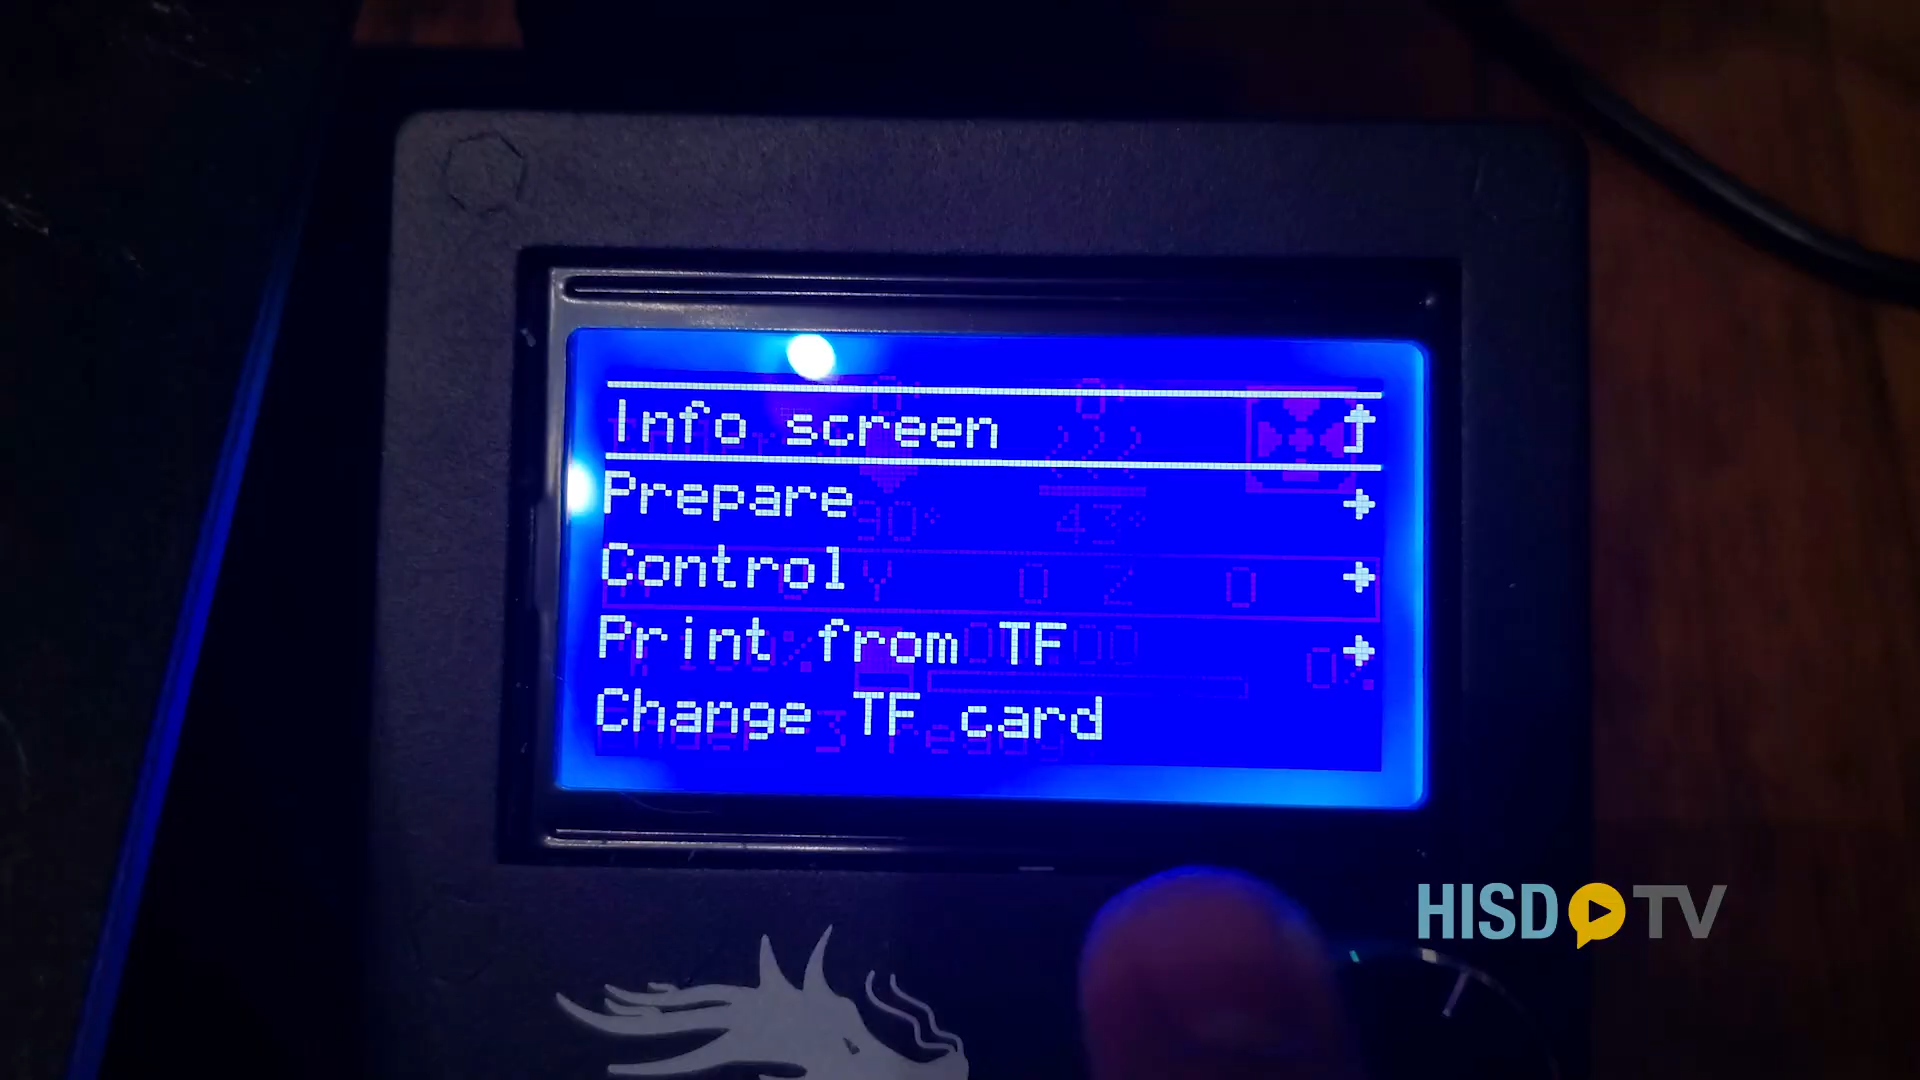 Info screen
Prepare
Control
Print from TF
Change TF card
HISD TV